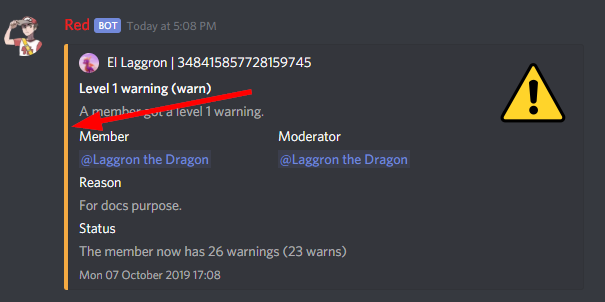 Red BOT Today at 5:08 PM
El Laggron | 348415857728159745
Level 1 warning (warn)
A member got a level 1 warning.
Member Moderator
@Laggron the Dragon @Laggron the Dragon
Reason
For docs purpose.
Status
The member now has 26 warnings (23 warns)
Mon 07 October 2019 17:08